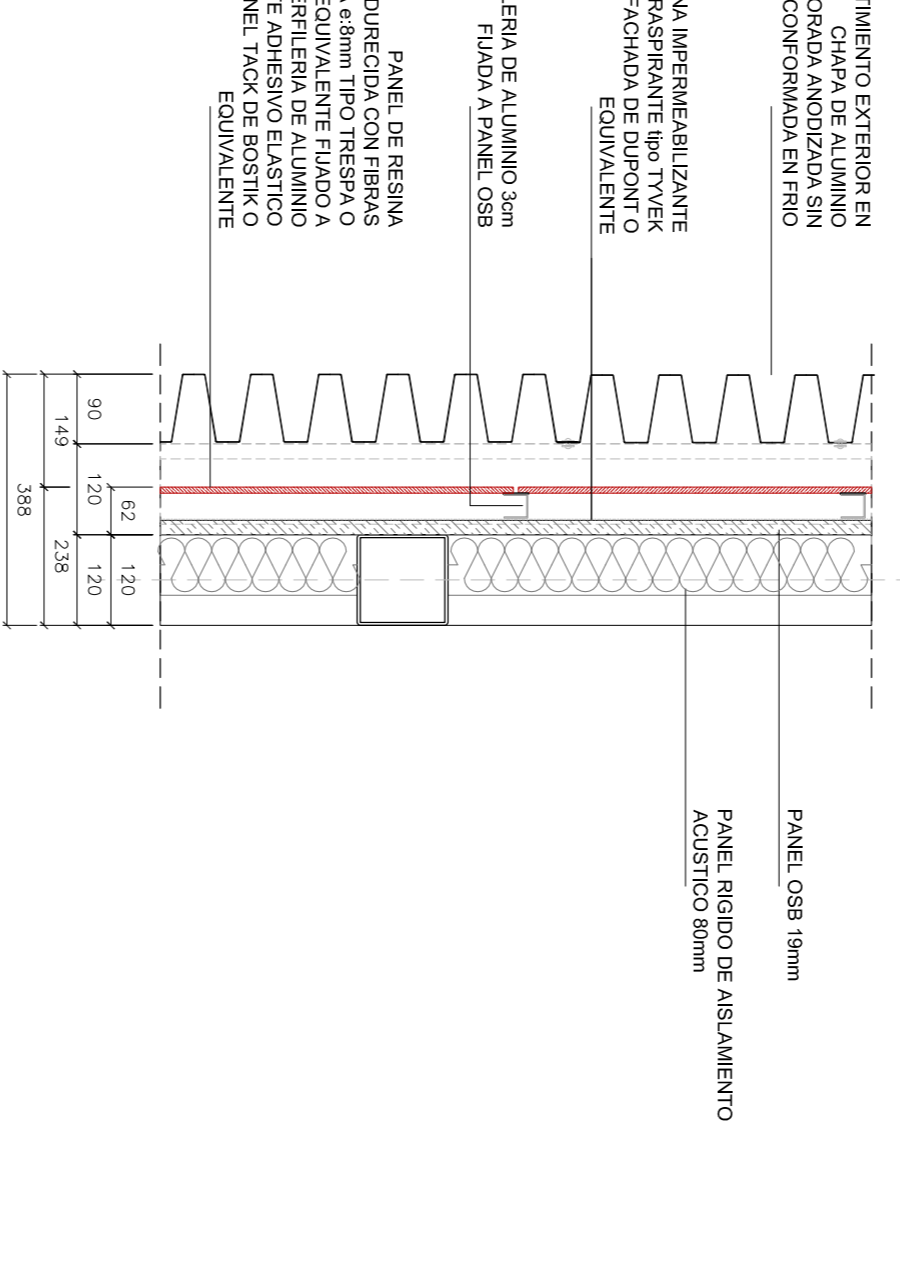 TIMIENTO EXTERIOR EN
CHAPA DE ALUMINIO
ORADA ANODIZADA SIN
CONFORMADA EN FRIO
NA IMPERMEABILIZANTE
RASPIRANTE tipo TYVEK
FACHADA DE DUPONT O
EQUIVALENTE
LERIA DE ALUMINIO 3cm
FIJADA A PANEL OSB
PANEL DE RESINA
DURECIDA CON FIBRAS
e:8mm TIPO TRESPA O
EQUIVALENTE FIJADO A
ERFILERIA DE ALUMINIO
TE ADHESIVO ELASTICO
NEL TACK DE BOSTIK O
EQUIVALENTE
PANEL OSB 19mm
PANEL RIGIDO DE AISLAMIENTO
ACUSTICO 80mm
62
120
90
120
120
149
238
388